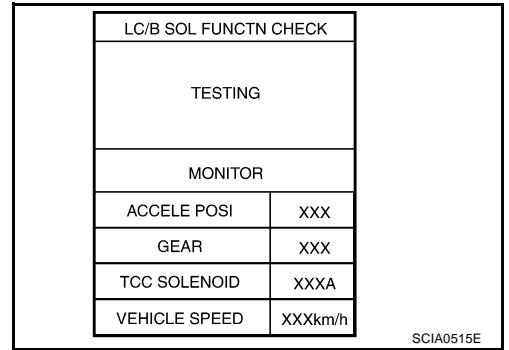 LC/B SOL FUNCTN CHECK
TESTING
MONITOR
ACCELE POSI XXX
GEAR XXX
TCC SOLENOID XXXA
VEHICLE SPEED XXXkm/h
SCIA0515E